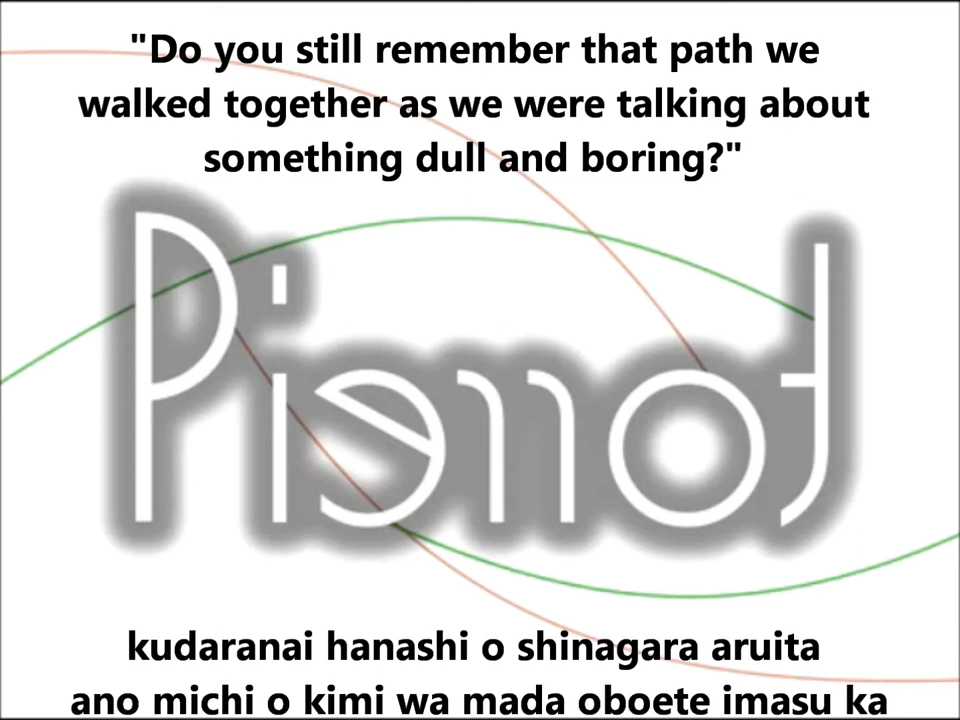 "Do you still remember that path we
walked together as we were talking about
something dull and boring?"
Pierrot
kudaranai hanashi o shinagara aruita
ano michi o kimi wa mada oboete imasu ka